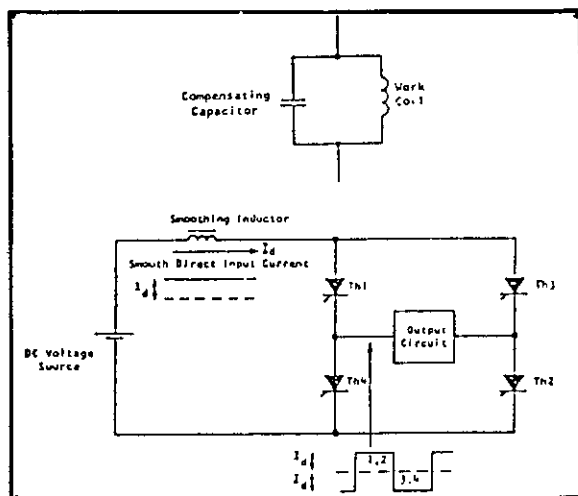 Compensating
Capacitor
Work
Coil
Smoothing Inductor
I_d
Smooth Direct Input Current
I_d
Th1
Th3
Output
Circuit
DC Voltage
Source
Th4
Th2
I_d
1,2
I_d
3,4